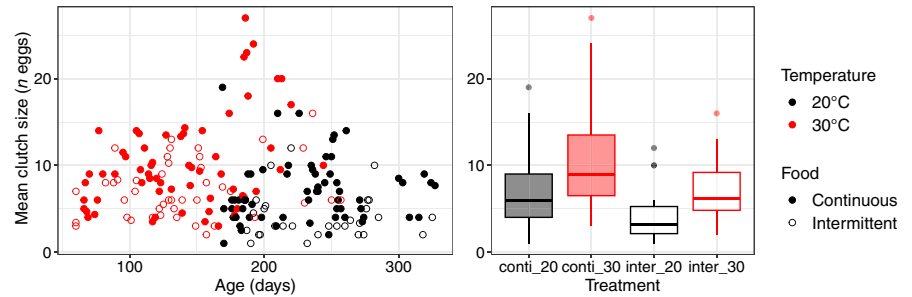 Mean clutch size (n eggs)
20
10
0
100
200
300
Age (days)
20
10
0
conti_20
conti_30
inter_20
inter_30
Treatment
Temperature
20°C
30°C
Food
Continuous
Intermittent